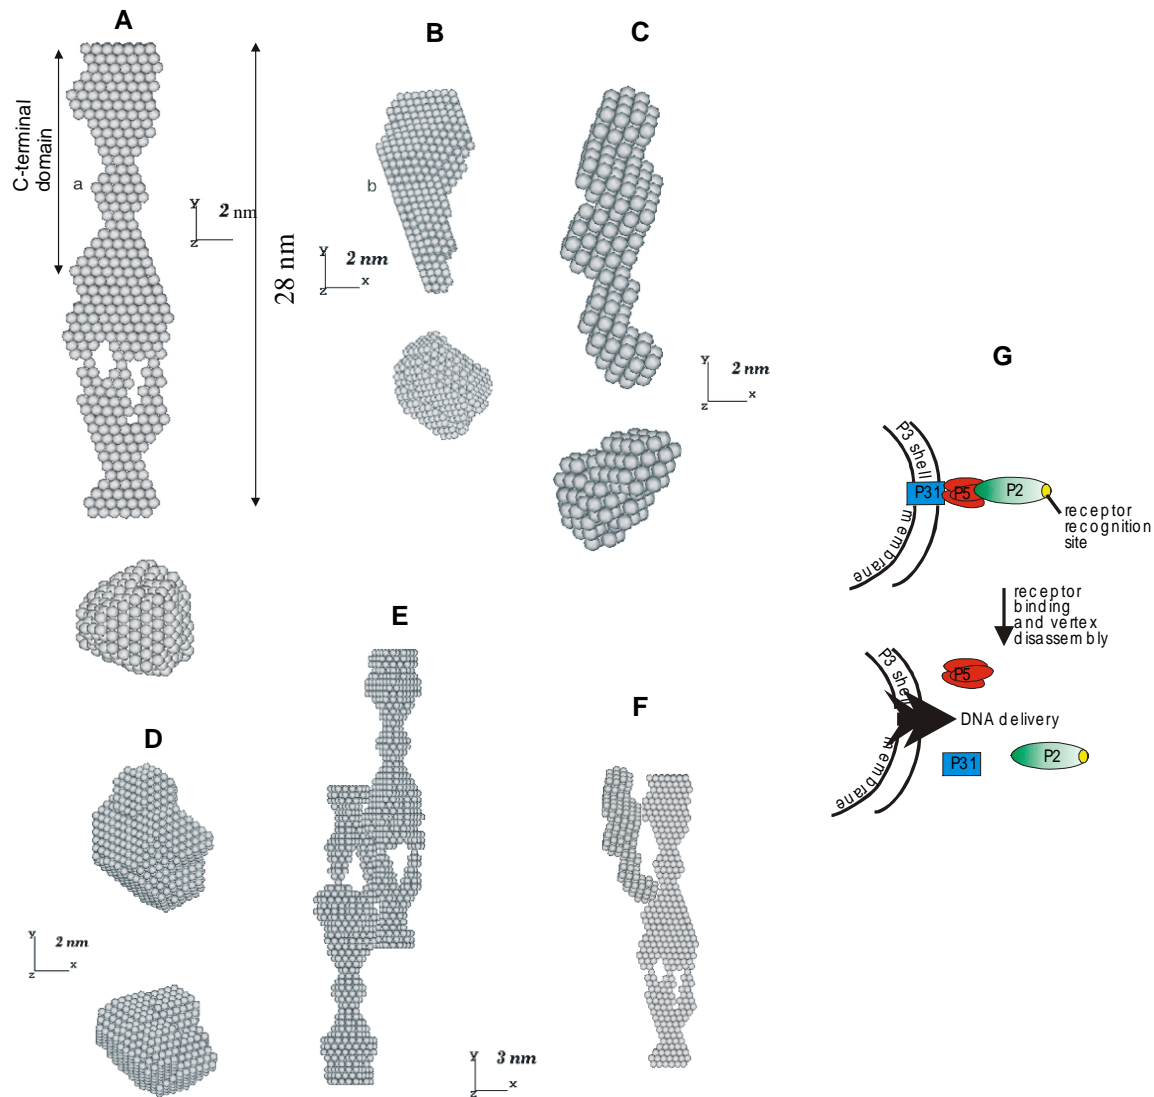 A
C-terminal
domain
a
Y
2 nm
z
28 nm
B
b
Y
2 nm
z
x
C
Y
2 nm
z
x
D
Y
2 nm
z
x
E
Y
3 nm
z
x
F
G
P3 shell
P31
P5
P2
membrane
receptor
recognition
site
receptor
binding
and vertex
disassembly
P3 shell
P5
DNA delivery
P31
P2
membrane